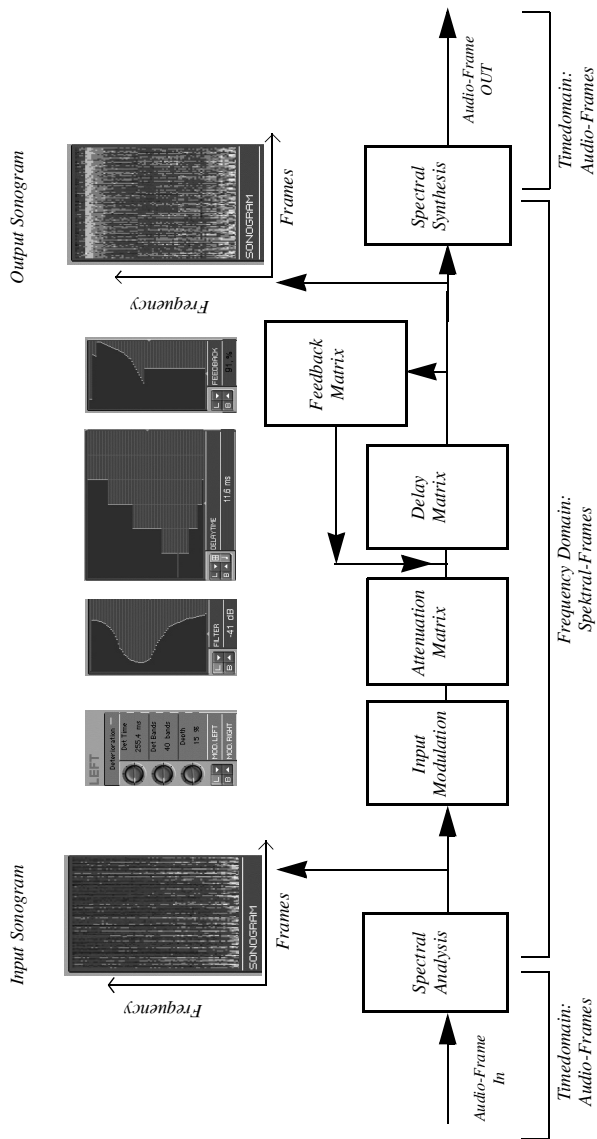 Input Sonogram
Output Sonogram
Frequency
SONOGRAM
Frames
LEFT
Deterioration
Det Time
255.4 ms
Det Bands
40 bands
Depth
15 %
L
B
MOD. LEFT
MOD. RIGHT
L
B
FILTER
-41 dB
L
B
DELAYTIME
11.6 ms
L
B
FEEDBACK
91. %
Frequency
SONOGRAM
Frames
Audio-Frame
In
Spectral
Analysis
Input
Modulation
Attenuation
Matrix
Delay
Matrix
Feedback
Matrix
Spectral
Synthesis
Audio-Frame
OUT
Timedomain:
Audio-Frames
Frequency Domain:
Spektral-Frames
Timedomain:
Audio-Frames